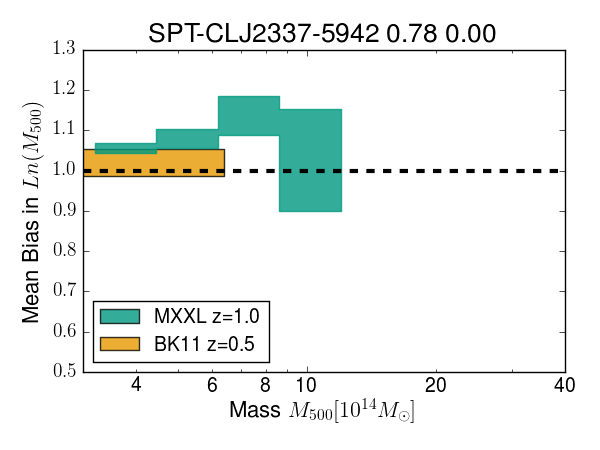 SPT-CLJ2337-5942 0.78 0.00
1.3
1.2
1.1
1.0
0.9
0.8
0.7
0.6
0.5
Mean Bias in Ln(M₅₀₀)
MXXL z=1.0
BK11 z=0.5
4 6 8 10 20 40
Mass M₅₀₀[10¹⁴M☉]